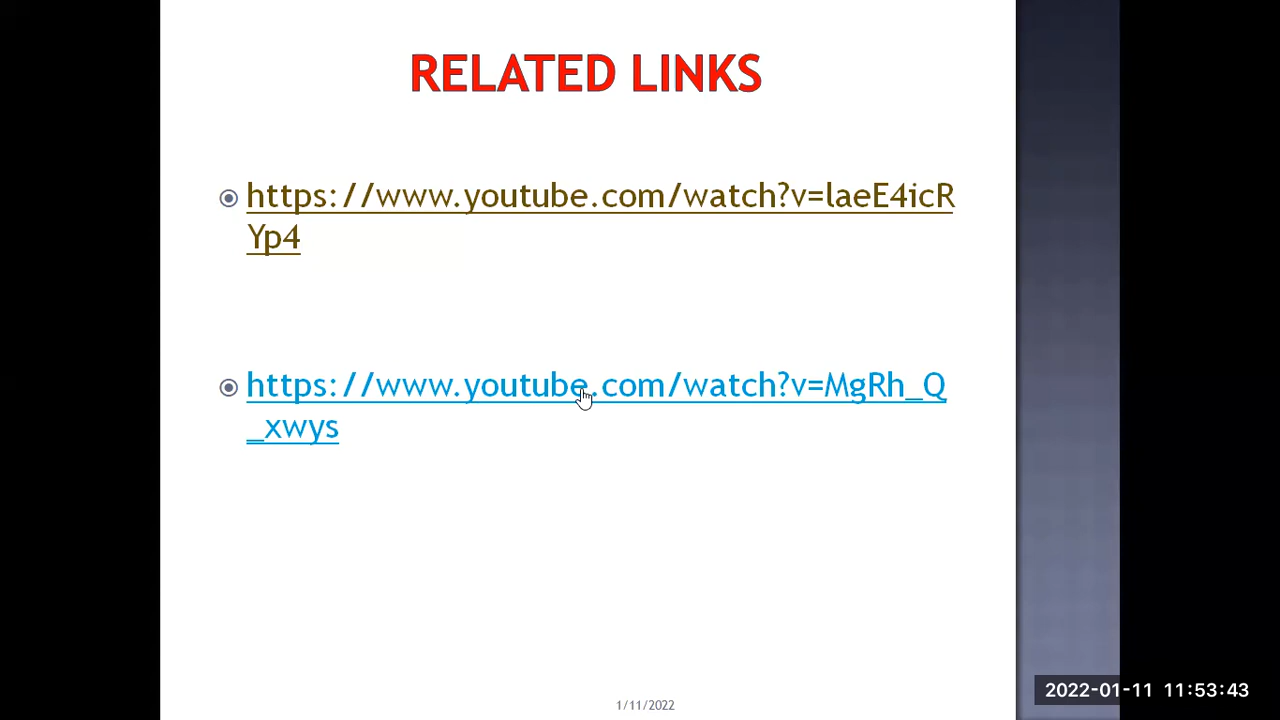 RELATED LINKS
https://www.youtube.com/watch?v=laeE4icR
Yp4
https://www.youtube.com/watch?v=MgRh_Q
_xwys
1/11/2022
2022-01-11 11:53:43